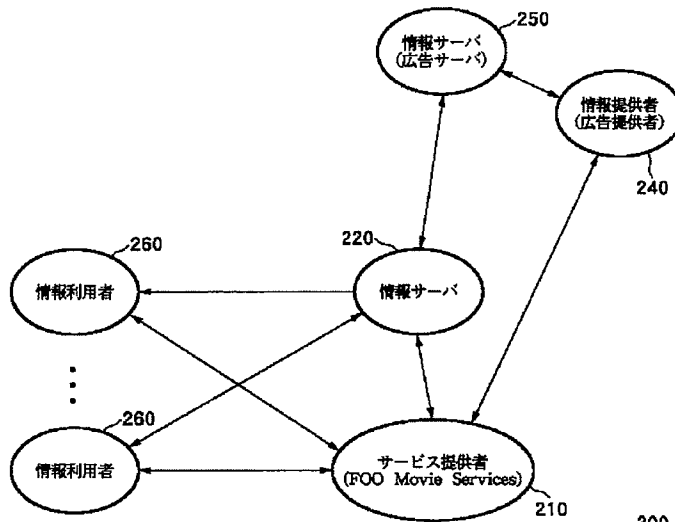 250
情報サーバ
(広告サーバ)
情報提供者
(広告提供者)
240
260
220
情報利用者
情報サーバ
260
情報利用者
サービス提供者
(FOO Movie Services)
210
200